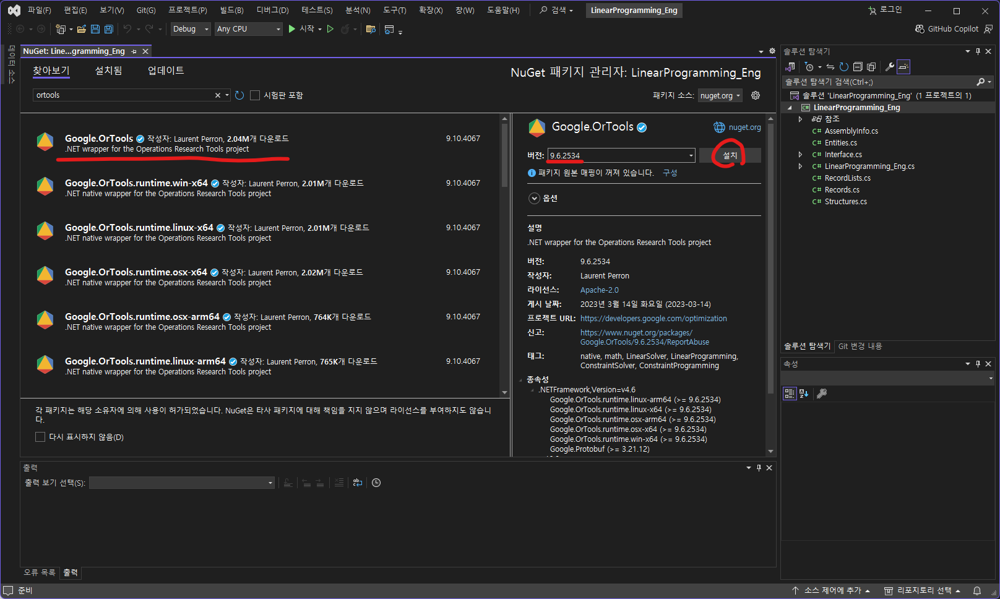 파일(F) 편집(E) 보기(V) Git(G) 프로젝트(P) 빌드(B) 디버그(D) 테스트(S) 분석(N) 도구(T) 확장(X) 창(W) 도움말(H) 검색 LinearProgramming_Eng 로그인
Debug Any CPU 시작 GitHub Copilot
데이터 소스
NuGet: Line...gramming_Eng
찾아보기 설치됨 업데이트
NuGet 패키지 관리자: LinearProgramming_Eng
ortools
시험판 포함
패키지 소스: nuget.org
Google.OrTools 작성자: Laurent Perron, 2.04M개 다운로드 9.10.4067
.NET wrapper for the Operations Research Tools project
Google.OrTools.runtime.win-x64 작성자: Laurent Perron, 2.01M개 다운로드 9.10.4067
.NET native wrapper for the Operations Research Tools project
Google.OrTools.runtime.linux-x64 작성자: Laurent Perron, 2.01M개 다운로드 9.10.4067
.NET native wrapper for the Operations Research Tools project
Google.OrTools.runtime.osx-x64 작성자: Laurent Perron, 2.02M개 다운로드 9.10.4067
.NET native wrapper for the Operations Research Tools project
Google.OrTools.runtime.osx-arm64 작성자: Laurent Perron, 764K개 다운로드 9.10.4067
.NET native wrapper for the Operations Research Tools project
Google.OrTools.runtime.linux-arm64 작성자: Laurent Perron, 765K개 다운로드 9.10.4067
.NET native wrapper for the Operations Research Tools project
각 패키지는 해당 소유자에 의해 사용이 허가되었습니다. NuGet은 타사 패키지에 대해 책임을 지지 않으며 라이선스를 부여하지도 않습니
다.
다시 표시하지 않음(D)
Google.OrTools nuget.org
버전: 9.6.2534 설치
패키지 원본 매핑이 꺼져 있습니다. 구성
옵션
설명
.NET wrapper for the Operations Research Tools project
버전: 9.6.2534
작성자: Laurent Perron
라이선스: Apache-2.0
게시 날짜: 2023년 3월 14일 화요일 (2023-03-14)
프로젝트 URL: https://developers.google.com/optimization
신고: https://www.nuget.org/packages/
Google.OrTools/9.6.2534/ReportAbuse
태그: native, math, LinearSolver, LinearProgramming,
ConstraintSolver, ConstraintProgramming
종속성
.NETFramework,Version=v4.6
Google.OrTools.runtime.linux-arm64 (>= 9.6.2534)
Google.OrTools.runtime.linux-x64 (>= 9.6.2534)
Google.OrTools.runtime.osx-arm64 (>= 9.6.2534)
Google.OrTools.runtime.osx-x64 (>= 9.6.2534)
Google.OrTools.runtime.win-x64 (>= 9.6.2534)
Google.Protobuf (>= 3.21.12)
솔루션 탐색기
솔루션 탐색기 검색(Ctrl+;)
솔루션 'LinearProgramming_Eng' (1 프로젝트의 1)
C# LinearProgramming_Eng
참조
C# AssemblyInfo.cs
C# Entities.cs
C# Interface.cs
C# LinearProgramming_Eng.cs
C# RecordLists.cs
C# Records.cs
C# Structures.cs
솔루션 탐색기 Git 변경 내용
속성
출력
출력 보기 선택(S):
오류 목록 출력
준비 소스 제어에 추가 리포지토리 선택